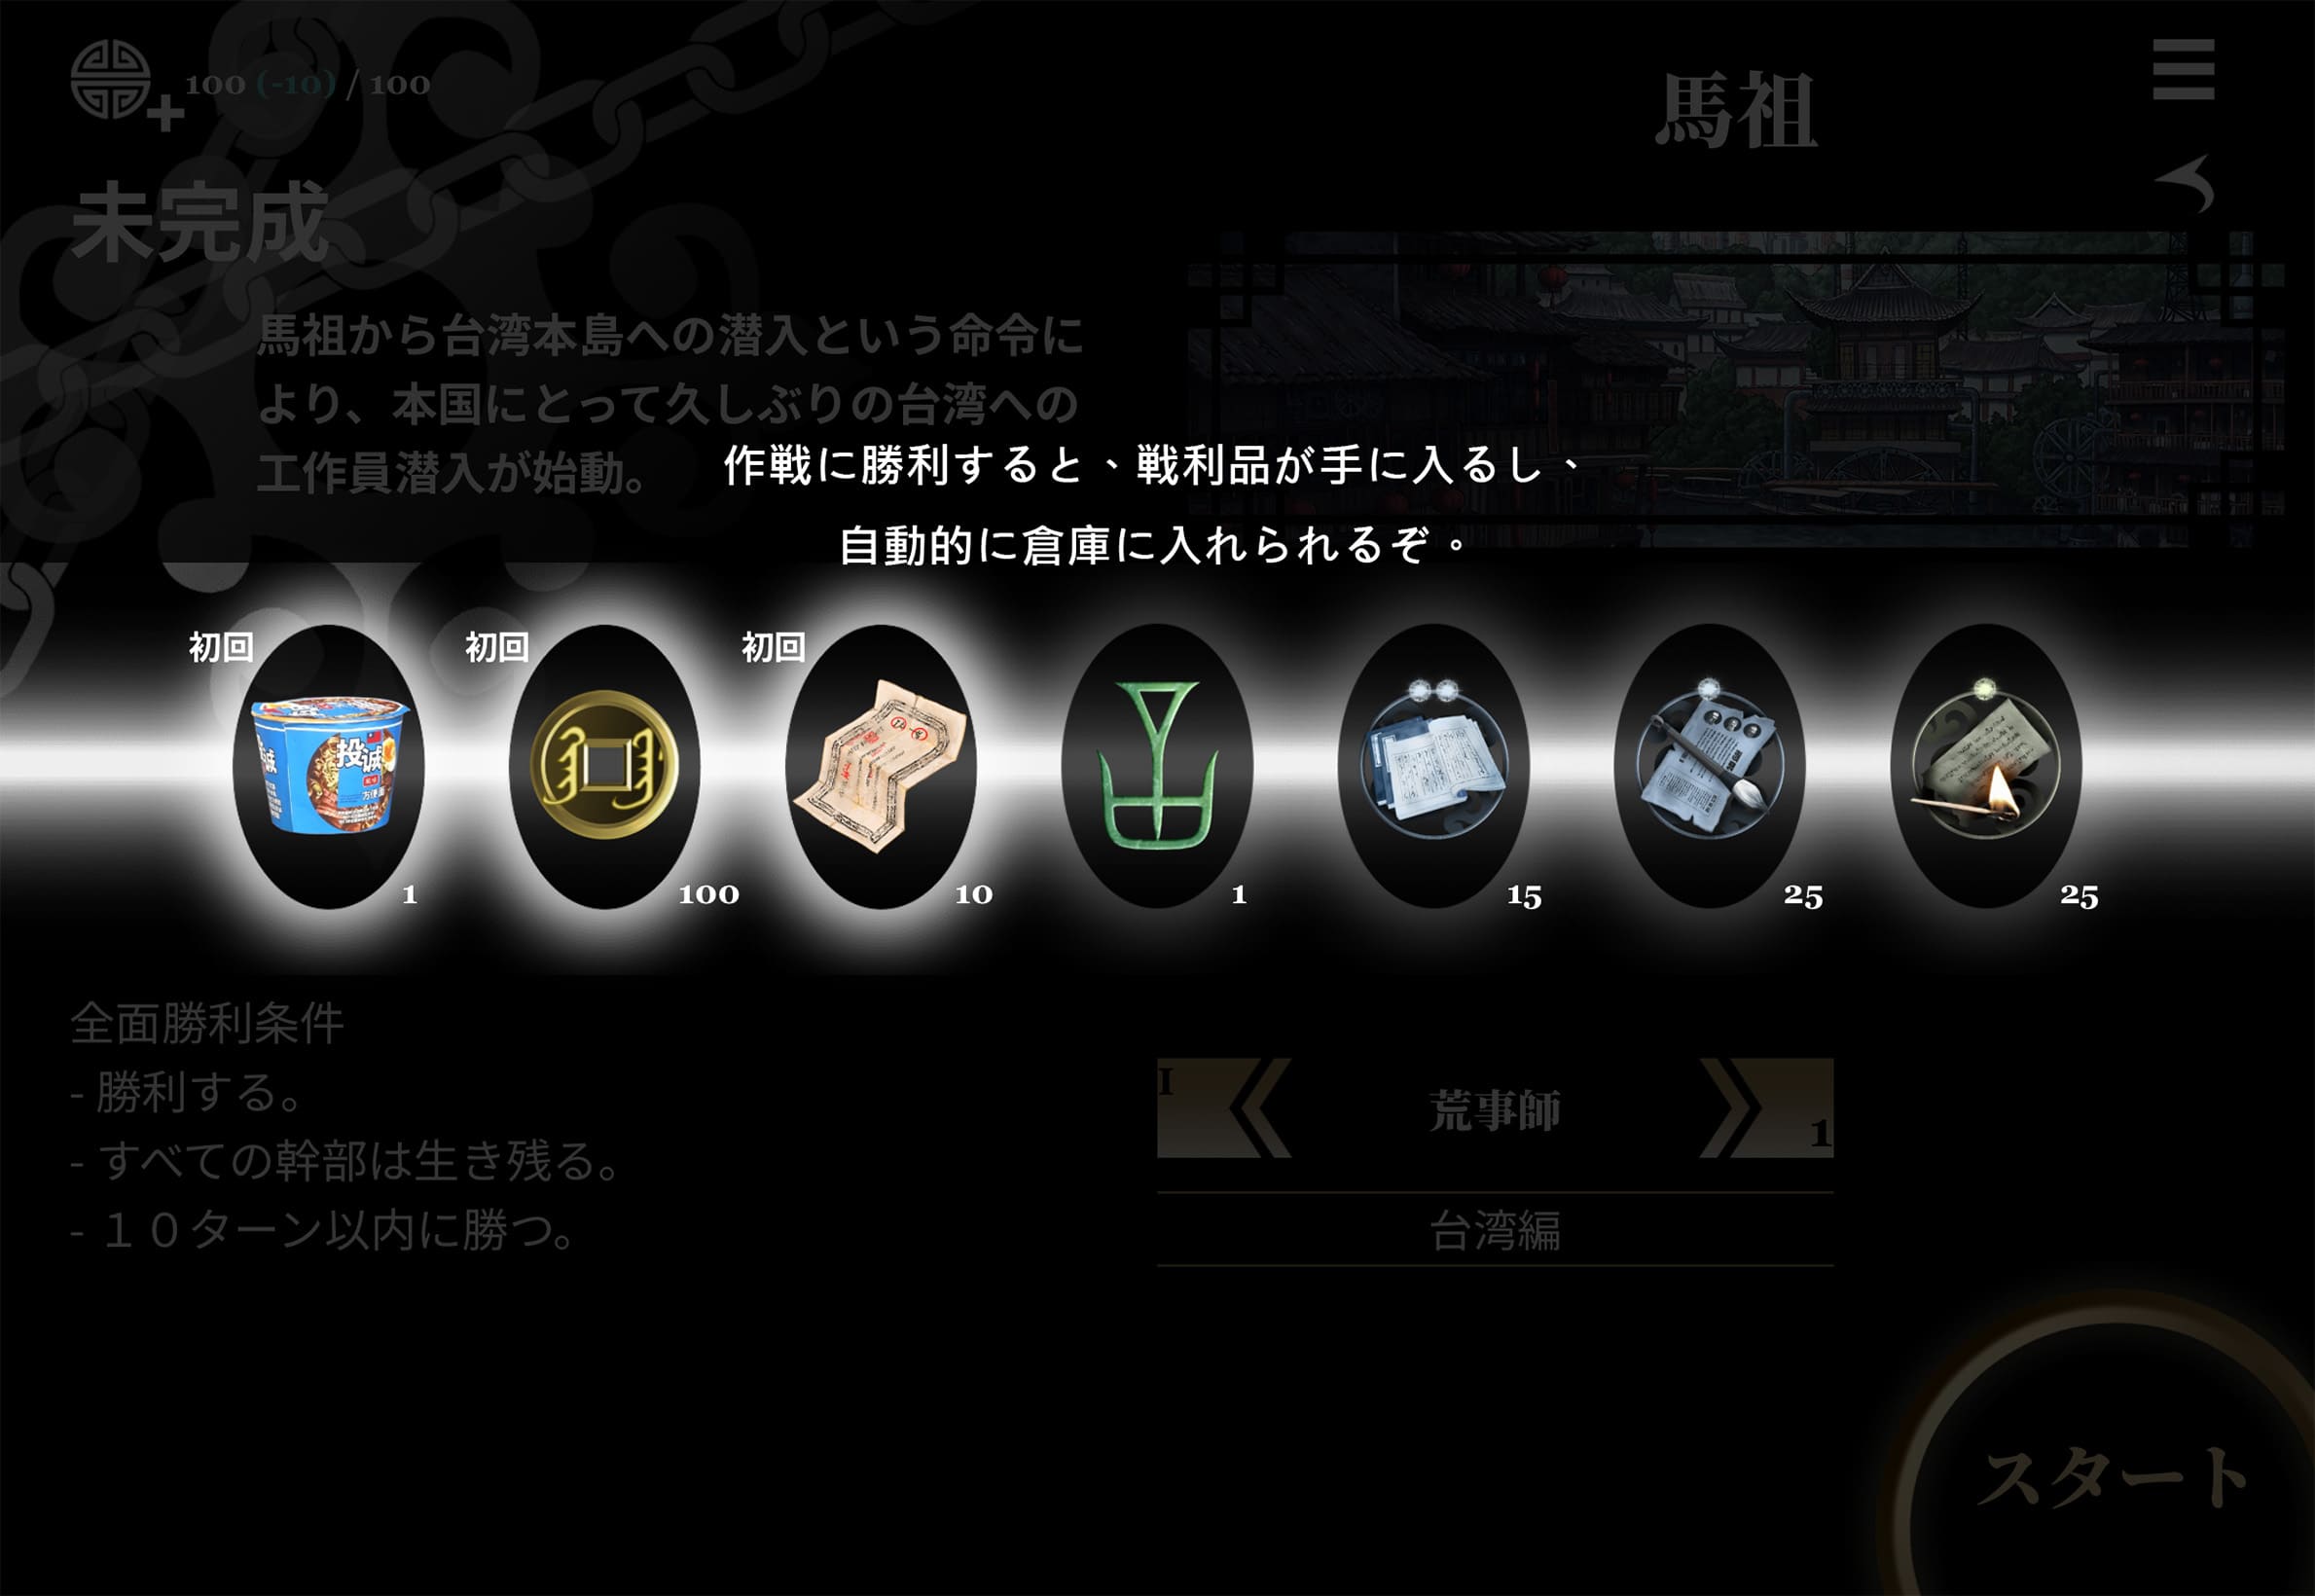 100 (-10) / 100
馬祖
未完成
馬祖から台湾本島への潜入という命令に
より、本国にとって久しぶりの台湾への
工作員潜入が始動。
作戦に勝利すると、戦利品が手に入るし、
自動的に倉庫に入れられるぞ。
初回
初回
初回
投诚
方便面
1
100
10
1
15
25
25
全面勝利条件
- 勝利する。
- すべての幹部は生き残る。
- １０ターン以内に勝つ。
I
荒事師
1
台湾編
スタート